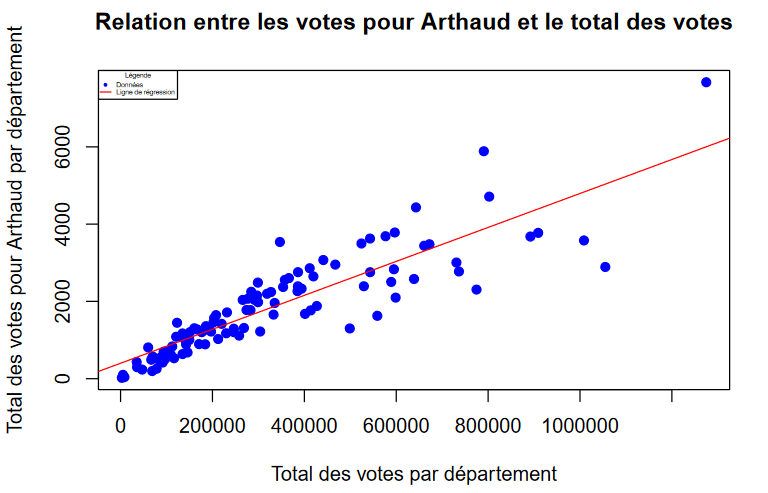 Relation entre les votes pour Arthaud et le total des votes
Total des votes pour Arthaud par département
Légende
Données
Ligne de régression
6000
4000
2000
0
0 200000 400000 600000 800000 1000000
Total des votes par département